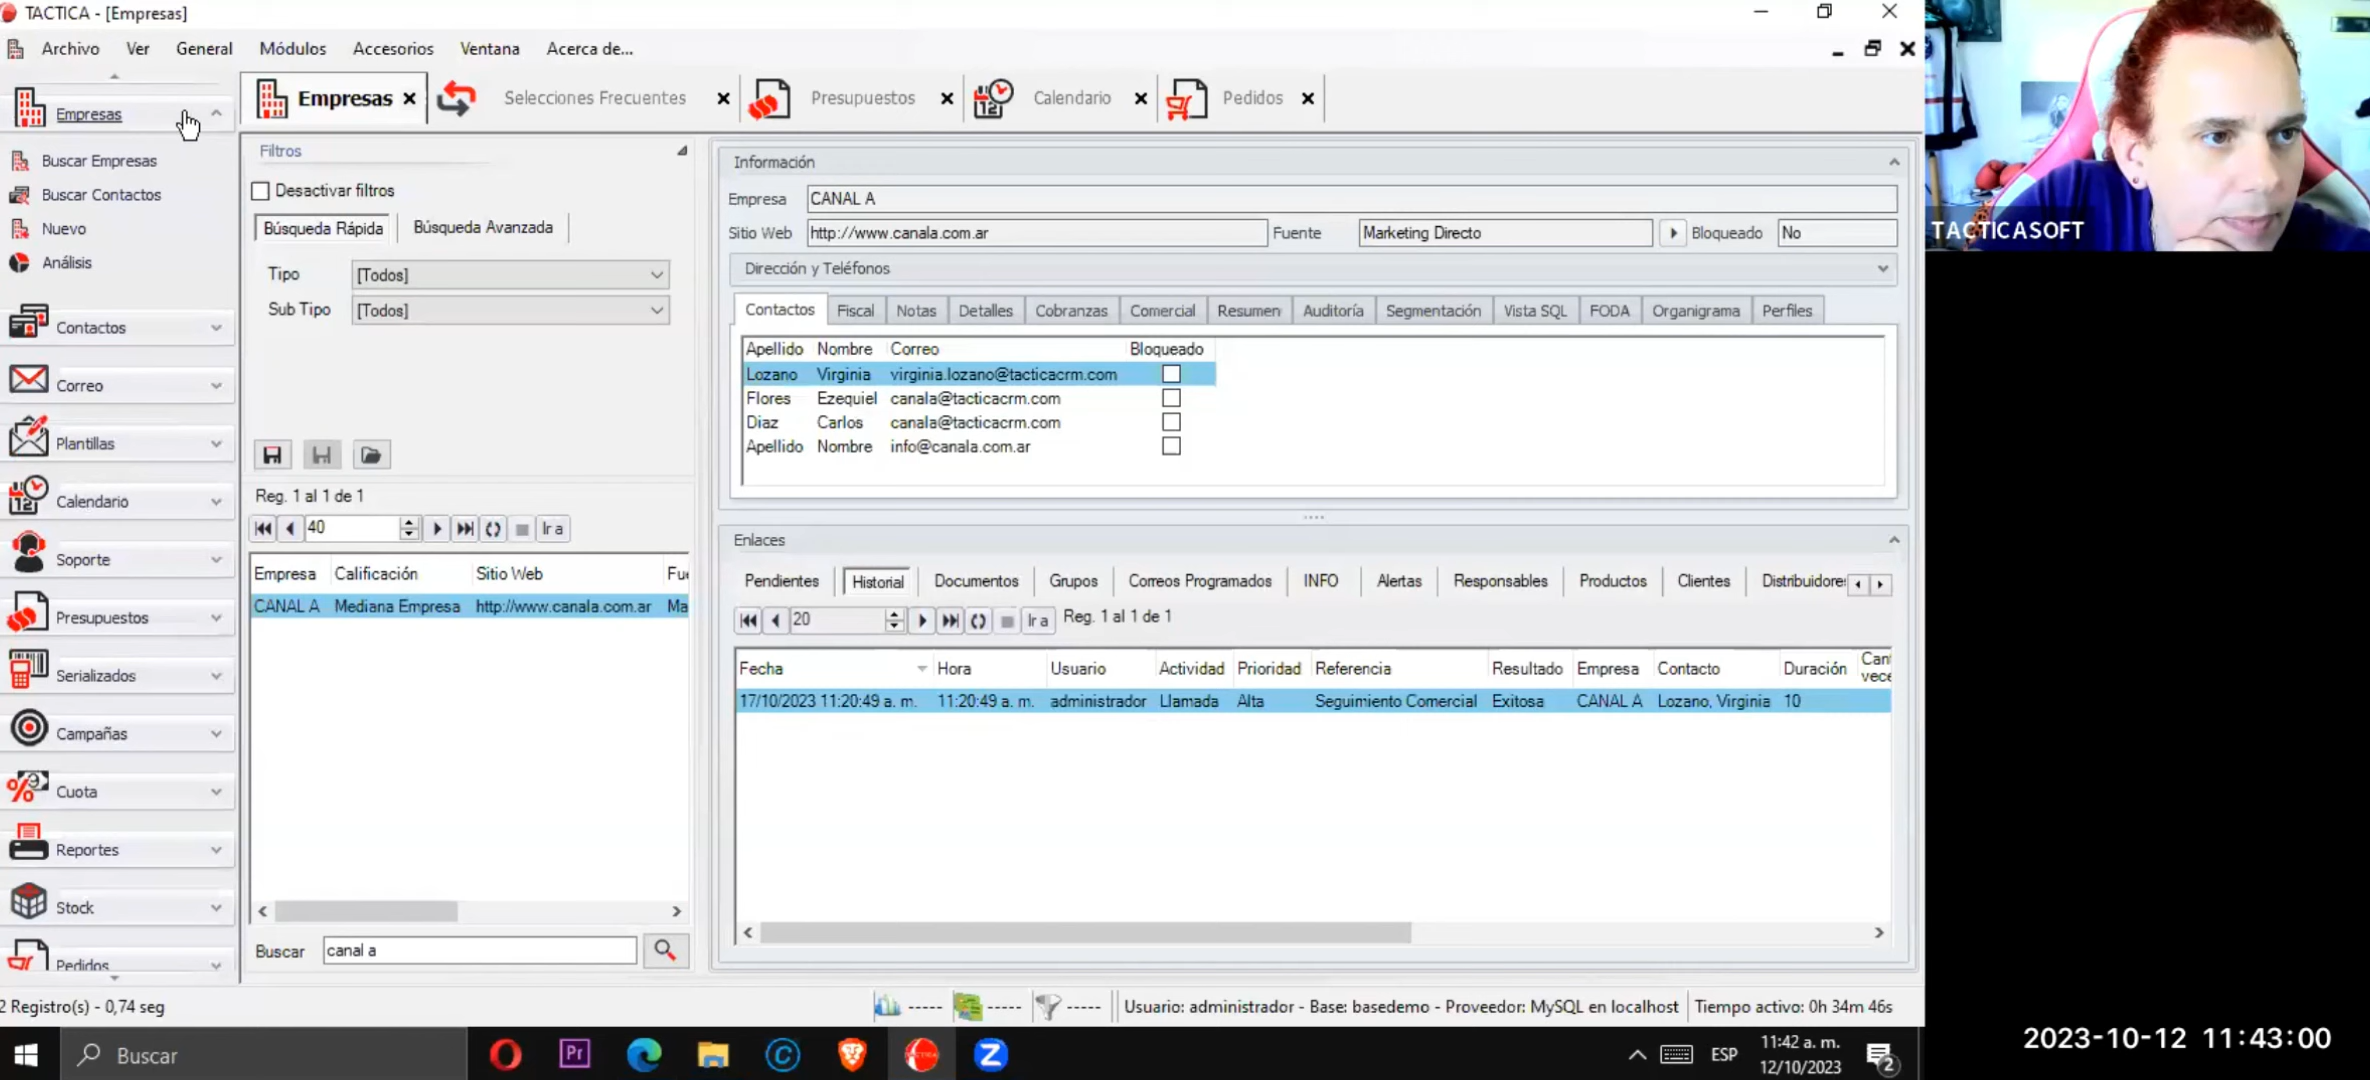 TACTICA - [Empresas]
Archivo Ver General Módulos Accesorios Ventana Acerca de...
Empresas
Buscar Empresas
Buscar Contactos
Nuevo
Análisis
Contactos
Correo
Plantillas
Calendario
Soporte
Presupuestos
Serializados
Campañas
Cuota
Reportes
Stock
Pedidos
Empresas Selecciones Frecuentes Presupuestos Calendario Pedidos
Filtros
Desactivar filtros
Búsqueda Rápida Búsqueda Avanzada
Tipo [Todos]
Sub Tipo [Todos]
Reg. 1 al 1 de 1
40 Ir a
Empresa Calificación Sitio Web Fu
CANAL A Mediana Empresa http://www.canala.com.ar Ma
Buscar canal a
Información
Empresa CANAL A
Sitio Web http://www.canala.com.ar Fuente Marketing Directo Bloqueado No
Dirección y Teléfonos
Contactos Fiscal Notas Detalles Cobranzas Comercial Resumen Auditoría Segmentación Vista SQL FODA Organigrama Perfiles
Apellido Nombre Correo Bloqueado
Lozano Virginia virginia.lozano@tacticacrm.com
Flores Ezequiel canala@tacticacrm.com
Diaz Carlos canala@tacticacrm.com
Apellido Nombre info@canala.com.ar
Enlaces
Pendientes Historial Documentos Grupos Correos Programados INFO Alertas Responsables Productos Clientes Distribuidore
20 Ir a Reg. 1 al 1 de 1
Fecha Hora Usuario Actividad Prioridad Referencia Resultado Empresa Contacto Duración Cant vece
17/10/2023 11:20:49 a. m. 11:20:49 a. m. administrador Llamada Alta Seguimiento Comercial Exitosa CANAL A Lozano, Virginia 10
2 Registro(s) - 0,74 seg
----- ----- ----- Usuario: administrador - Base: basedemo - Proveedor: MySQL en localhost Tiempo activo: 0h 34m 46s
Buscar
Pr
ESP
11:42 a. m.
12/10/2023
2
TACTICASOFT
2023-10-12 11:43:00